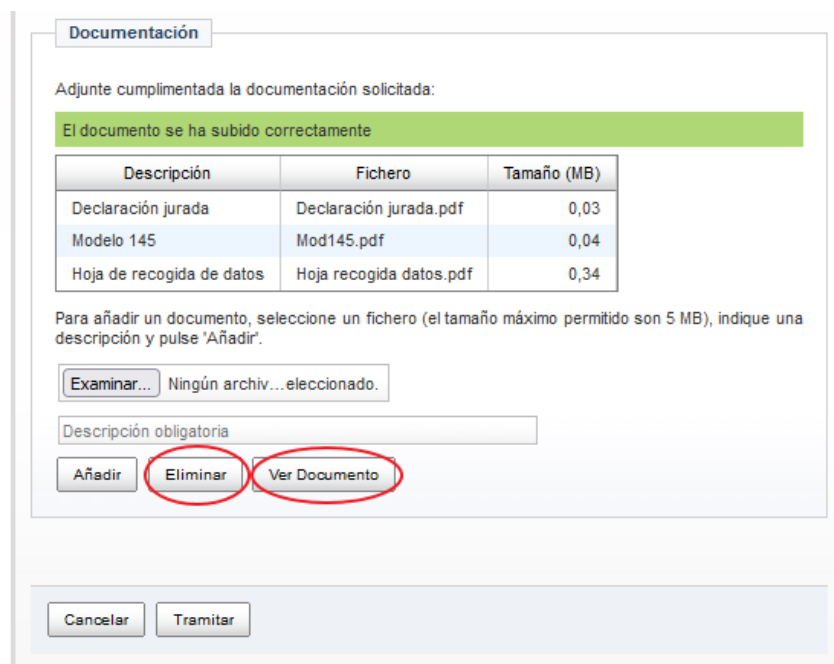 Documentación
Adjunte cumplimentada la documentación solicitada:
El documento se ha subido correctamente
Descripción Fichero Tamaño (MB)
Declaración jurada Declaración jurada.pdf 0,03
Modelo 145 Mod145.pdf 0,04
Hoja de recogida de datos Hoja recogida datos.pdf 0,34
Para añadir un documento, seleccione un fichero (el tamaño máximo permitido son 5 MB), indique una
descripción y pulse 'Añadir'.
Examinar... Ningún archiv…eleccionado.
Descripción obligatoria
Añadir Eliminar Ver Documento
Cancelar Tramitar